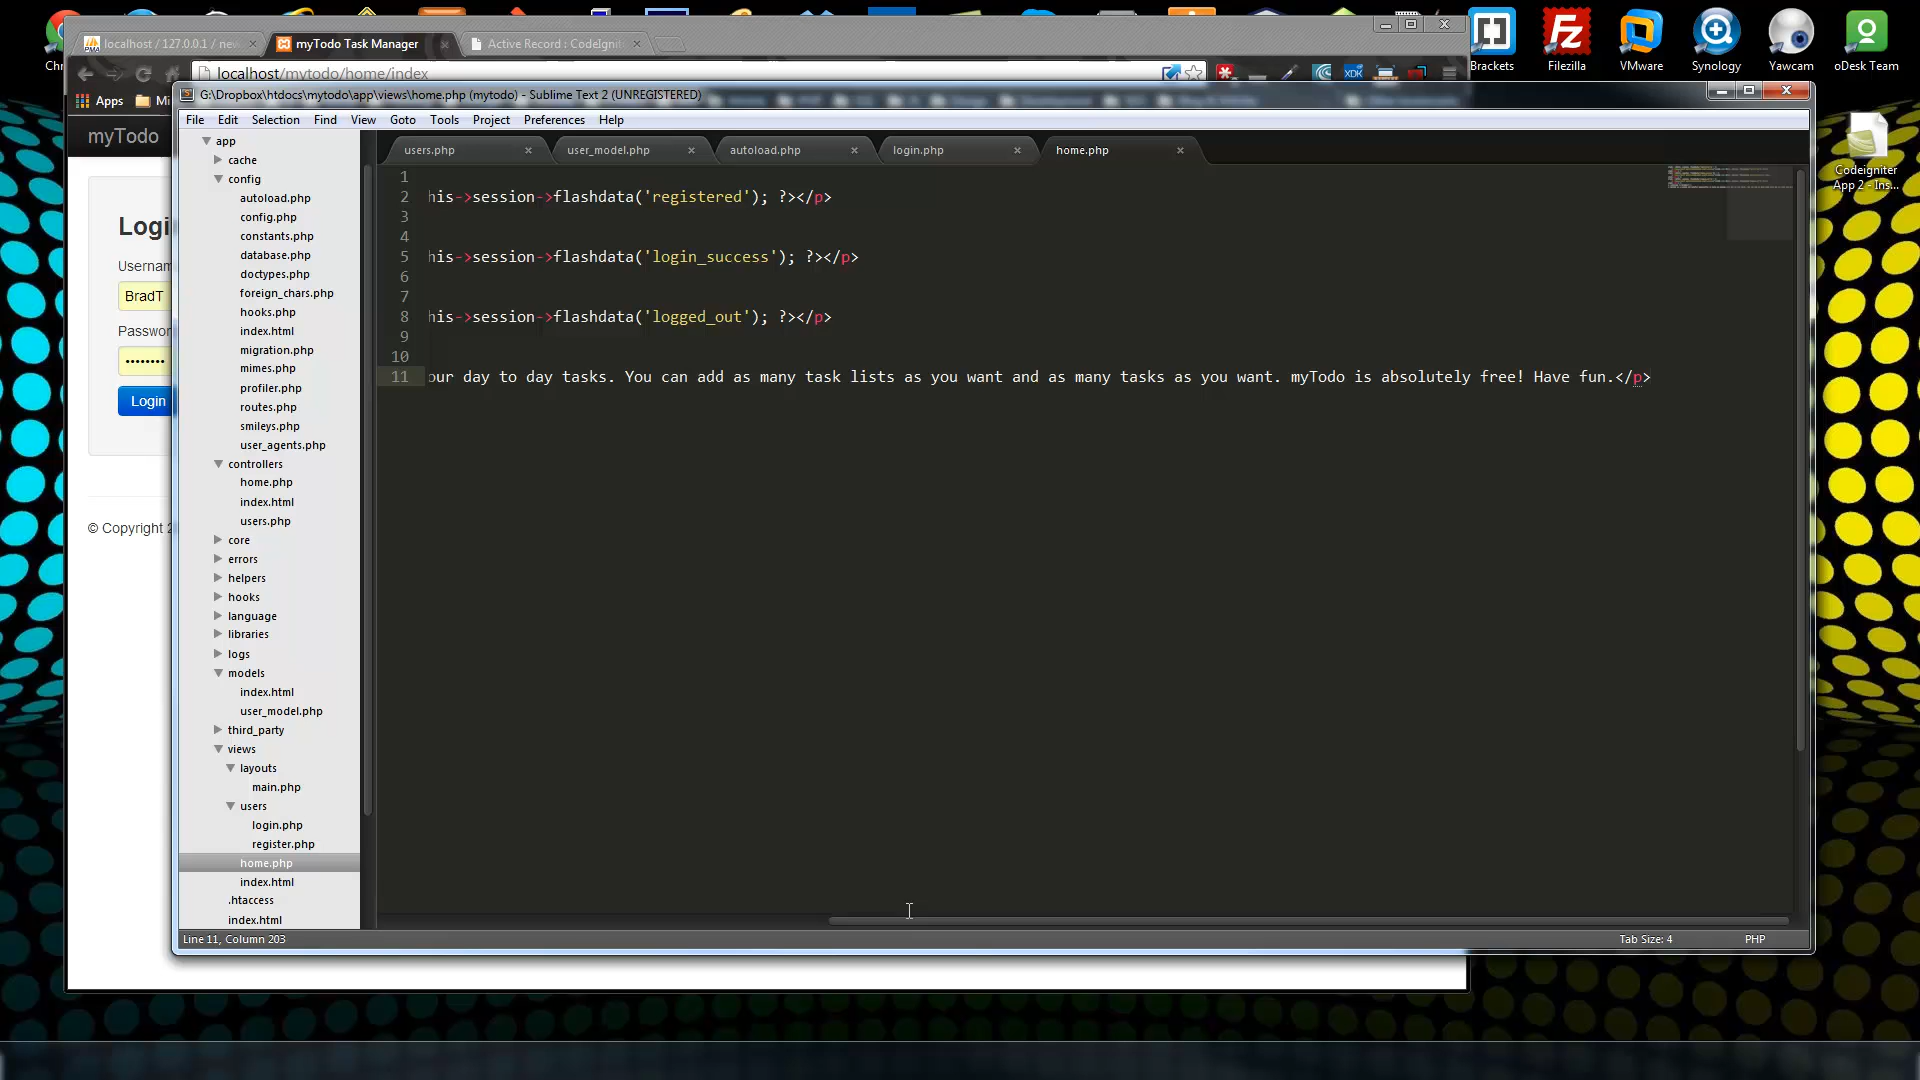 localhost / 127.0.0.1 / new
myTodo Task Manager
Active Record : CodeIgnit
localhost/mytodo/home/index
Apps
myTodo
Login
Usernam
BradT
Passwor
••••••••
Login
© Copyright 2
Brackets
Filezilla
VMware
Synology
Yawcam
oDesk Team
Codeigniter
App 2 - Ins...
G:\Dropbox\htdocs\mytodo\app\views\home.php (mytodo) - Sublime Text 2 (UNREGISTERED)
File Edit Selection Find View Goto Tools Project Preferences Help
app
cache
config
autoload.php
config.php
constants.php
database.php
doctypes.php
foreign_chars.php
hooks.php
index.html
migration.php
mimes.php
profiler.php
routes.php
smileys.php
user_agents.php
controllers
home.php
index.html
users.php
core
errors
helpers
hooks
language
libraries
logs
models
index.html
user_model.php
third_party
views
layouts
main.php
users
login.php
register.php
home.php
index.html
.htaccess
index.html
users.php
user_model.php
autoload.php
login.php
home.php
1
2 his->session->flashdata('registered'); ?></p>
3
4
5 his->session->flashdata('login_success'); ?></p>
6
7
8 his->session->flashdata('logged_out'); ?></p>
9
10
11 our day to day tasks. You can add as many task lists as you want and as many tasks as you want. myTodo is absolutely free! Have fun.</p>
Line 11, Column 203
Tab Size: 4
PHP